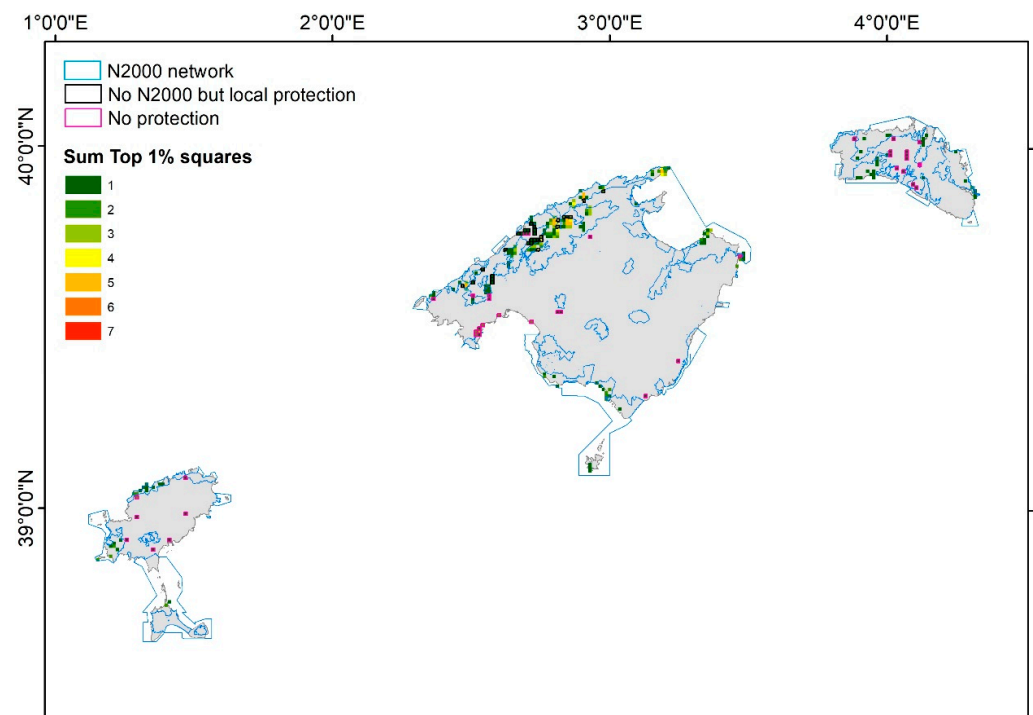 1°0'0"E 2°0'0"E 3°0'0"E 4°0'0"E
N2000 network
No N2000 but local protection
No protection
Sum Top 1% squares
1
2
3
4
5
6
7
40°0'0"N
39°0'0"N